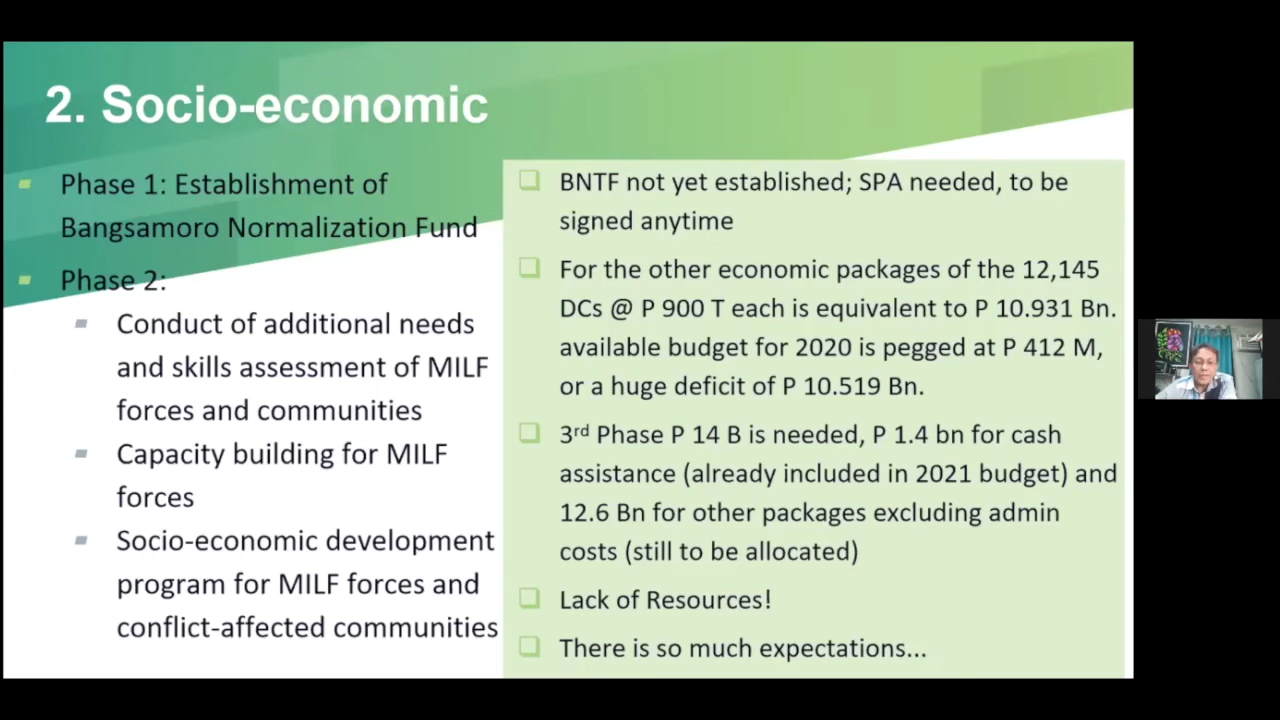 2. Socio-economic
Phase 1: Establishment of
Bangsamoro Normalization Fund
Phase 2:
Conduct of additional needs
and skills assessment of MILF
forces and communities
Capacity building for MILF
forces
Socio-economic development
program for MILF forces and
conflict-affected communities
BNTF not yet established; SPA needed, to be
signed anytime
For the other economic packages of the 12,145
DCs @ P 900 T each is equivalent to P 10.931 Bn.
available budget for 2020 is pegged at P 412 M,
or a huge deficit of P 10.519 Bn.
3rd Phase P 14 B is needed, P 1.4 bn for cash
assistance (already included in 2021 budget) and
12.6 Bn for other packages excluding admin
costs (still to be allocated)
Lack of Resources!
There is so much expectations...